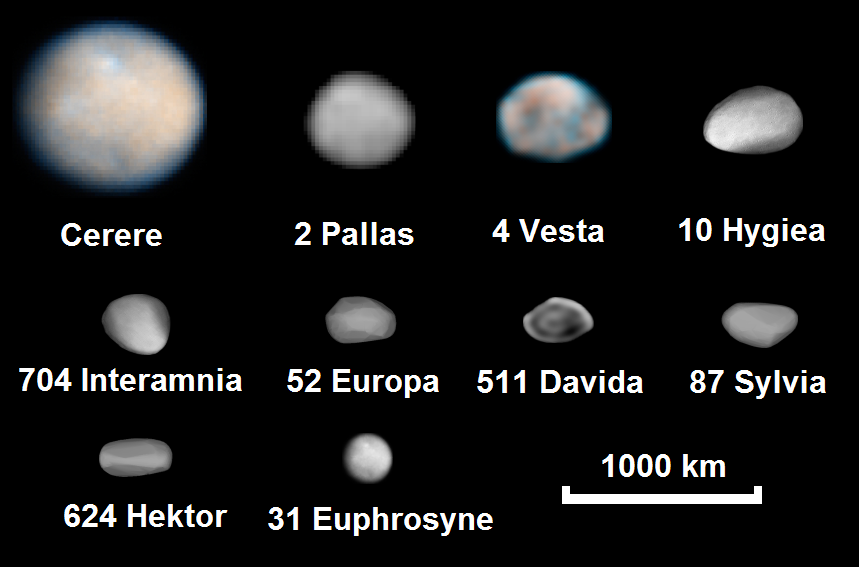 Cerere
2 Pallas
4 Vesta
10 Hygiea
704 Interamnia
52 Europa
511 Davida
87 Sylvia
624 Hektor
31 Euphrosyne
1000 km